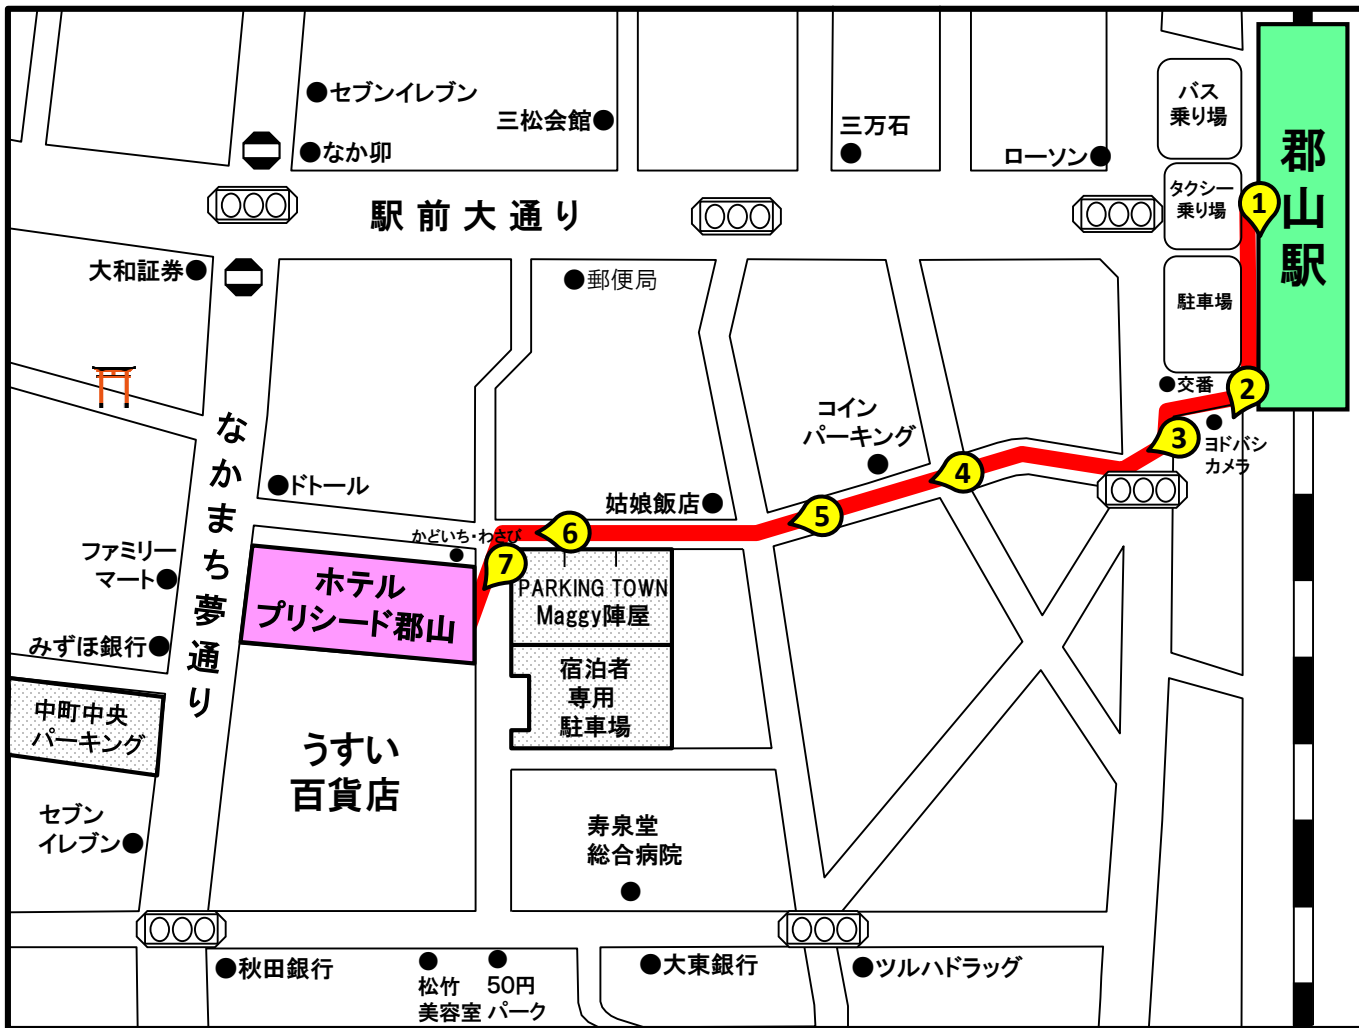 セブンイレブン
三松会館
なか卯
三万石
ローソン
バス
乗り場
郡山駅
タクシー
乗り場
1
駅前大通り
大和証券
郵便局
駐車場
交番
2
ヨドバシ
カメラ
3
コイン
パーキング
4
なかまち夢通り
ドトール
姑娘飯店
5
かどいち・わさび
6
7
ファミリー
マート
ホテル
プリシード郡山
PARKING TOWN
Maggy陣屋
みずほ銀行
宿泊者
専用
駐車場
中町中央
パーキング
うすい
百貨店
セブン
イレブン
寿泉堂
総合病院
秋田銀行
松竹
美容室
50円
パーク
大東銀行
ツルハドラッグ